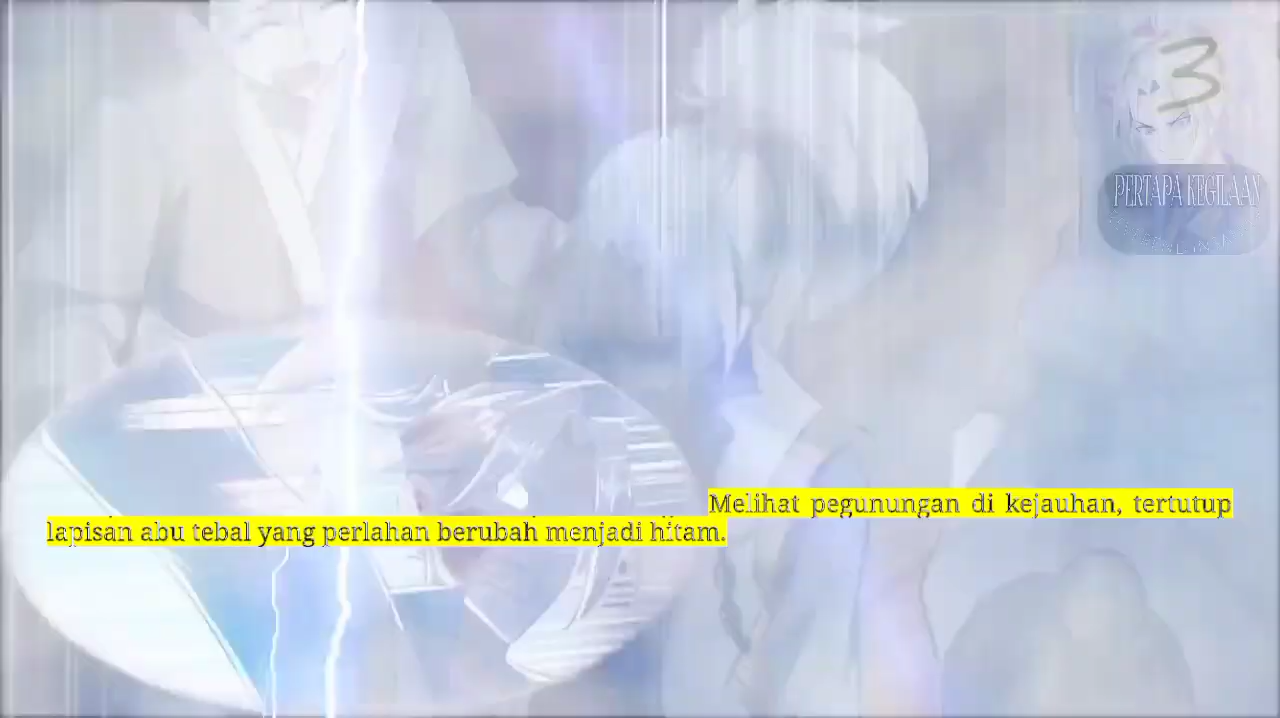 3
PERTAPA KEGILAAN
Melihat pegunungan di kejauhan, tertutup
lapisan abu tebal yang perlahan berubah menjadi hitam.